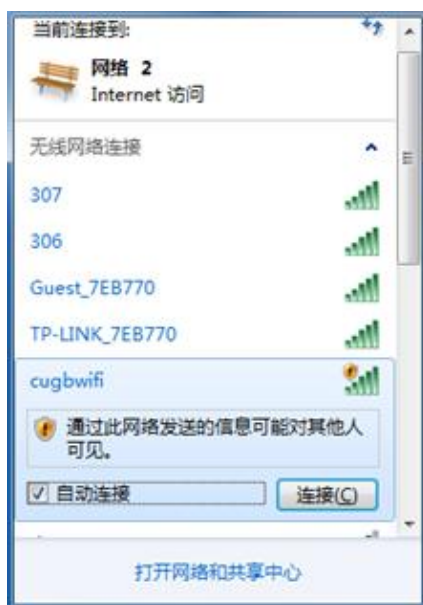 当前连接到:
网络 2
Internet 访问
无线网络连接
307
306
Guest_7EB770
TP-LINK_7EB770
cugbwifi
通过此网络发送的信息可能对其他人
可见。
自动连接
连接(C)
打开网络和共享中心